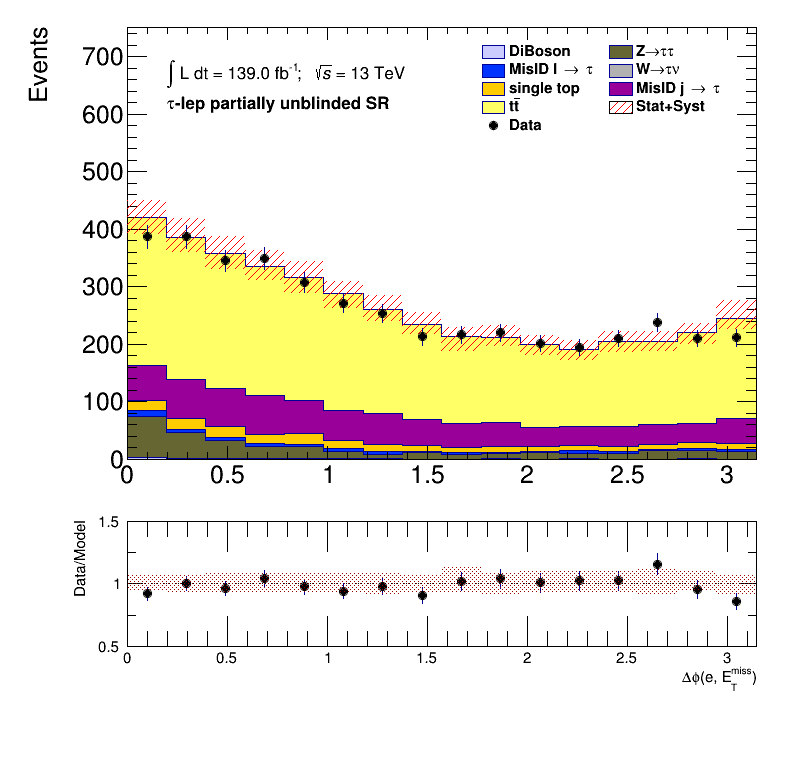 Events
700
600
500
400
300
200
100
0
∫ L dt = 139.0 fb⁻¹; √s = 13 TeV
τ-lep partially unblinded SR
DiBoson Z→ττ
MisID l → τ W→τν
single top MisID j → τ
tt̄ Stat+Syst
Data
0 0.5 1 1.5 2 2.5 3
Data/Model
1.5
1
0.5
0 0.5 1 1.5 2 2.5 3
Δϕ(e, E_T^miss)